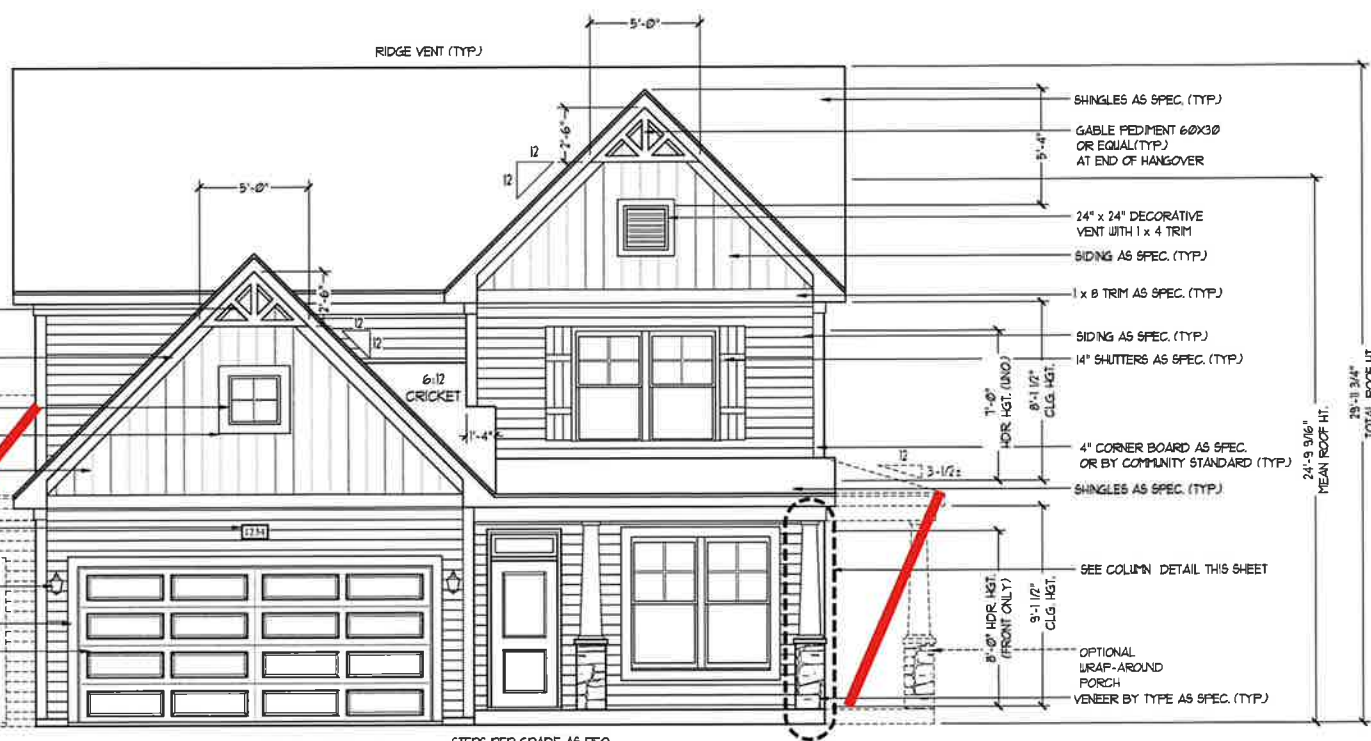 5'-0"
RIDGE VENT (TYP.)
SHINGLES AS SPEC. (TYP.)
2'-6"
GABLE PEDIMENT 60X30
OR EQUAL(TYP.)
AT END OF HANGOVER
5'-4"
12
12
5'-0"
24" x 24" DECORATIVE
VENT WITH 1 x 4 TRIM
SIDING AS SPEC. (TYP.)
2'-6"
1 x 8 TRIM AS SPEC. (TYP.)
12
12
SIDING AS SPEC. (TYP.)
14" SHUTTERS AS SPEC. (TYP.)
6:12
CRICKET
7'-0"
HDR. HGT. (UNO)
8'-1 1/2"
CLG. HGT.
29'-11 3/4"
TOTAL ROOF HT.
1'-4"
4" CORNER BOARD AS SPEC.
OR BY COMMUNITY STANDARD (TYP.)
24'-9 9/16"
MEAN ROOF HT.
12
3-1/2±
SHINGLES AS SPEC. (TYP.)
1234
SEE COLUMN DETAIL THIS SHEET
8'-0" HDR. HGT.
(FRONT ONLY)
9'-1 1/2"
CLG. HGT.
OPTIONAL
WRAP-AROUND
PORCH
VENEER BY TYPE AS SPEC. (TYP.)
STEPS PER GRADE AS